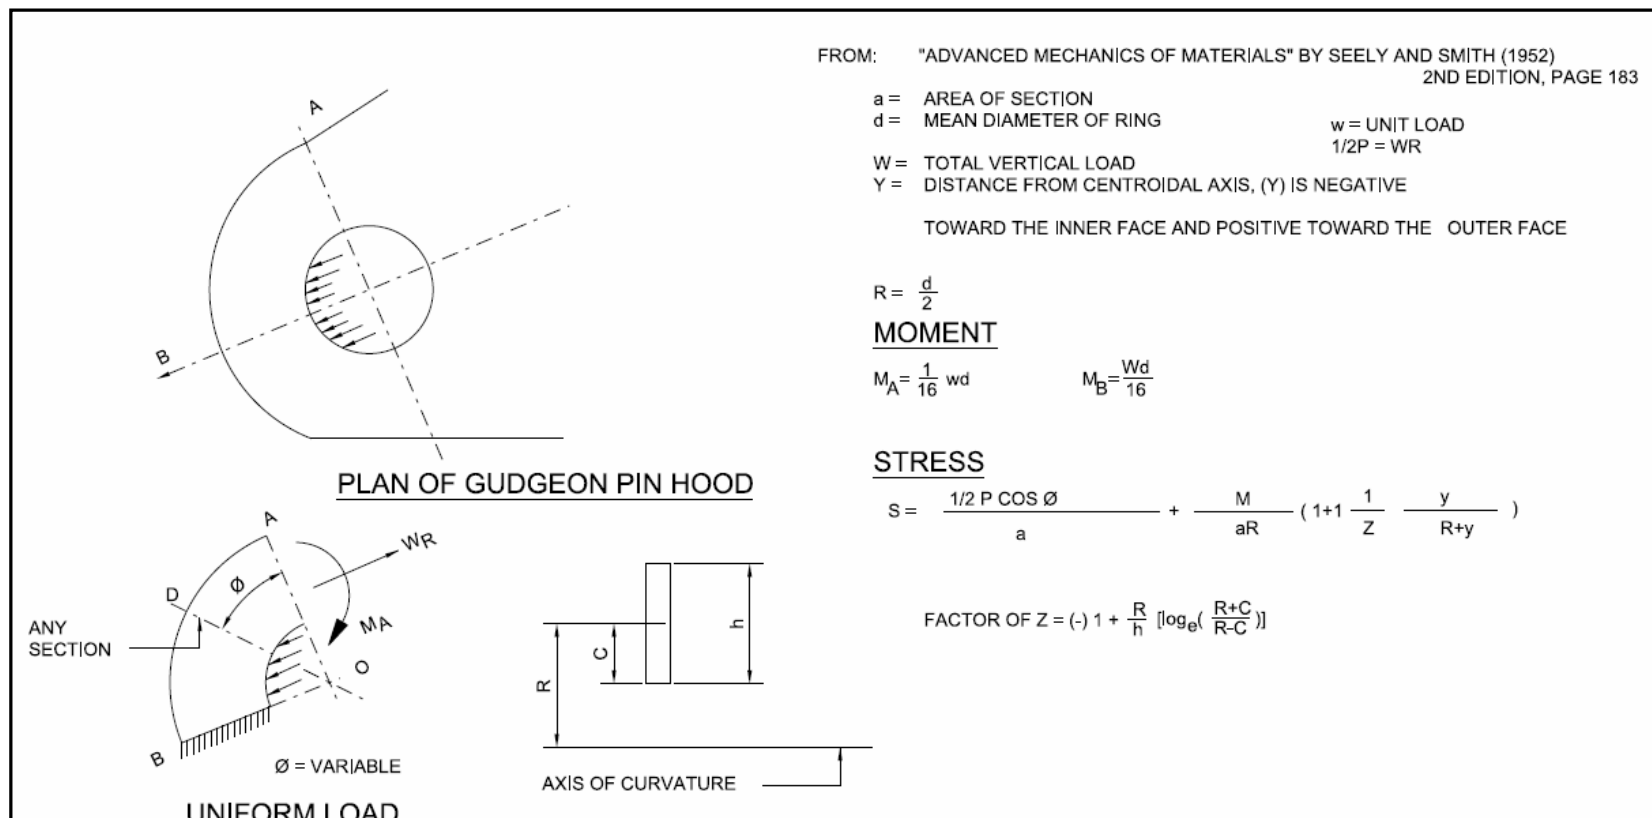 FROM: "ADVANCED MECHANICS OF MATERIALS" BY SEELY AND SMITH (1952)
2ND EDITION, PAGE 183
a = AREA OF SECTION
d = MEAN DIAMETER OF RING
w = UNIT LOAD
1/2P = WR
W = TOTAL VERTICAL LOAD
Y = DISTANCE FROM CENTROIDAL AXIS, (Y) IS NEGATIVE
TOWARD THE INNER FACE AND POSITIVE TOWARD THE OUTER FACE
R = d/2
MOMENT
M_A = 1/16 wd M_B = Wd/16
STRESS
S = 1/2 P COS Ø / a + M / aR ( 1+1 1/Z y / R+y )
FACTOR OF Z = (-) 1 + R/h [log_e( R+C / R-C )]
A
B
PLAN OF GUDGEON PIN HOOD
A
WR
Ø
D
M_A
ANY
SECTION
O
B
Ø = VARIABLE
UNIFORM LOAD
h
C
R
AXIS OF CURVATURE